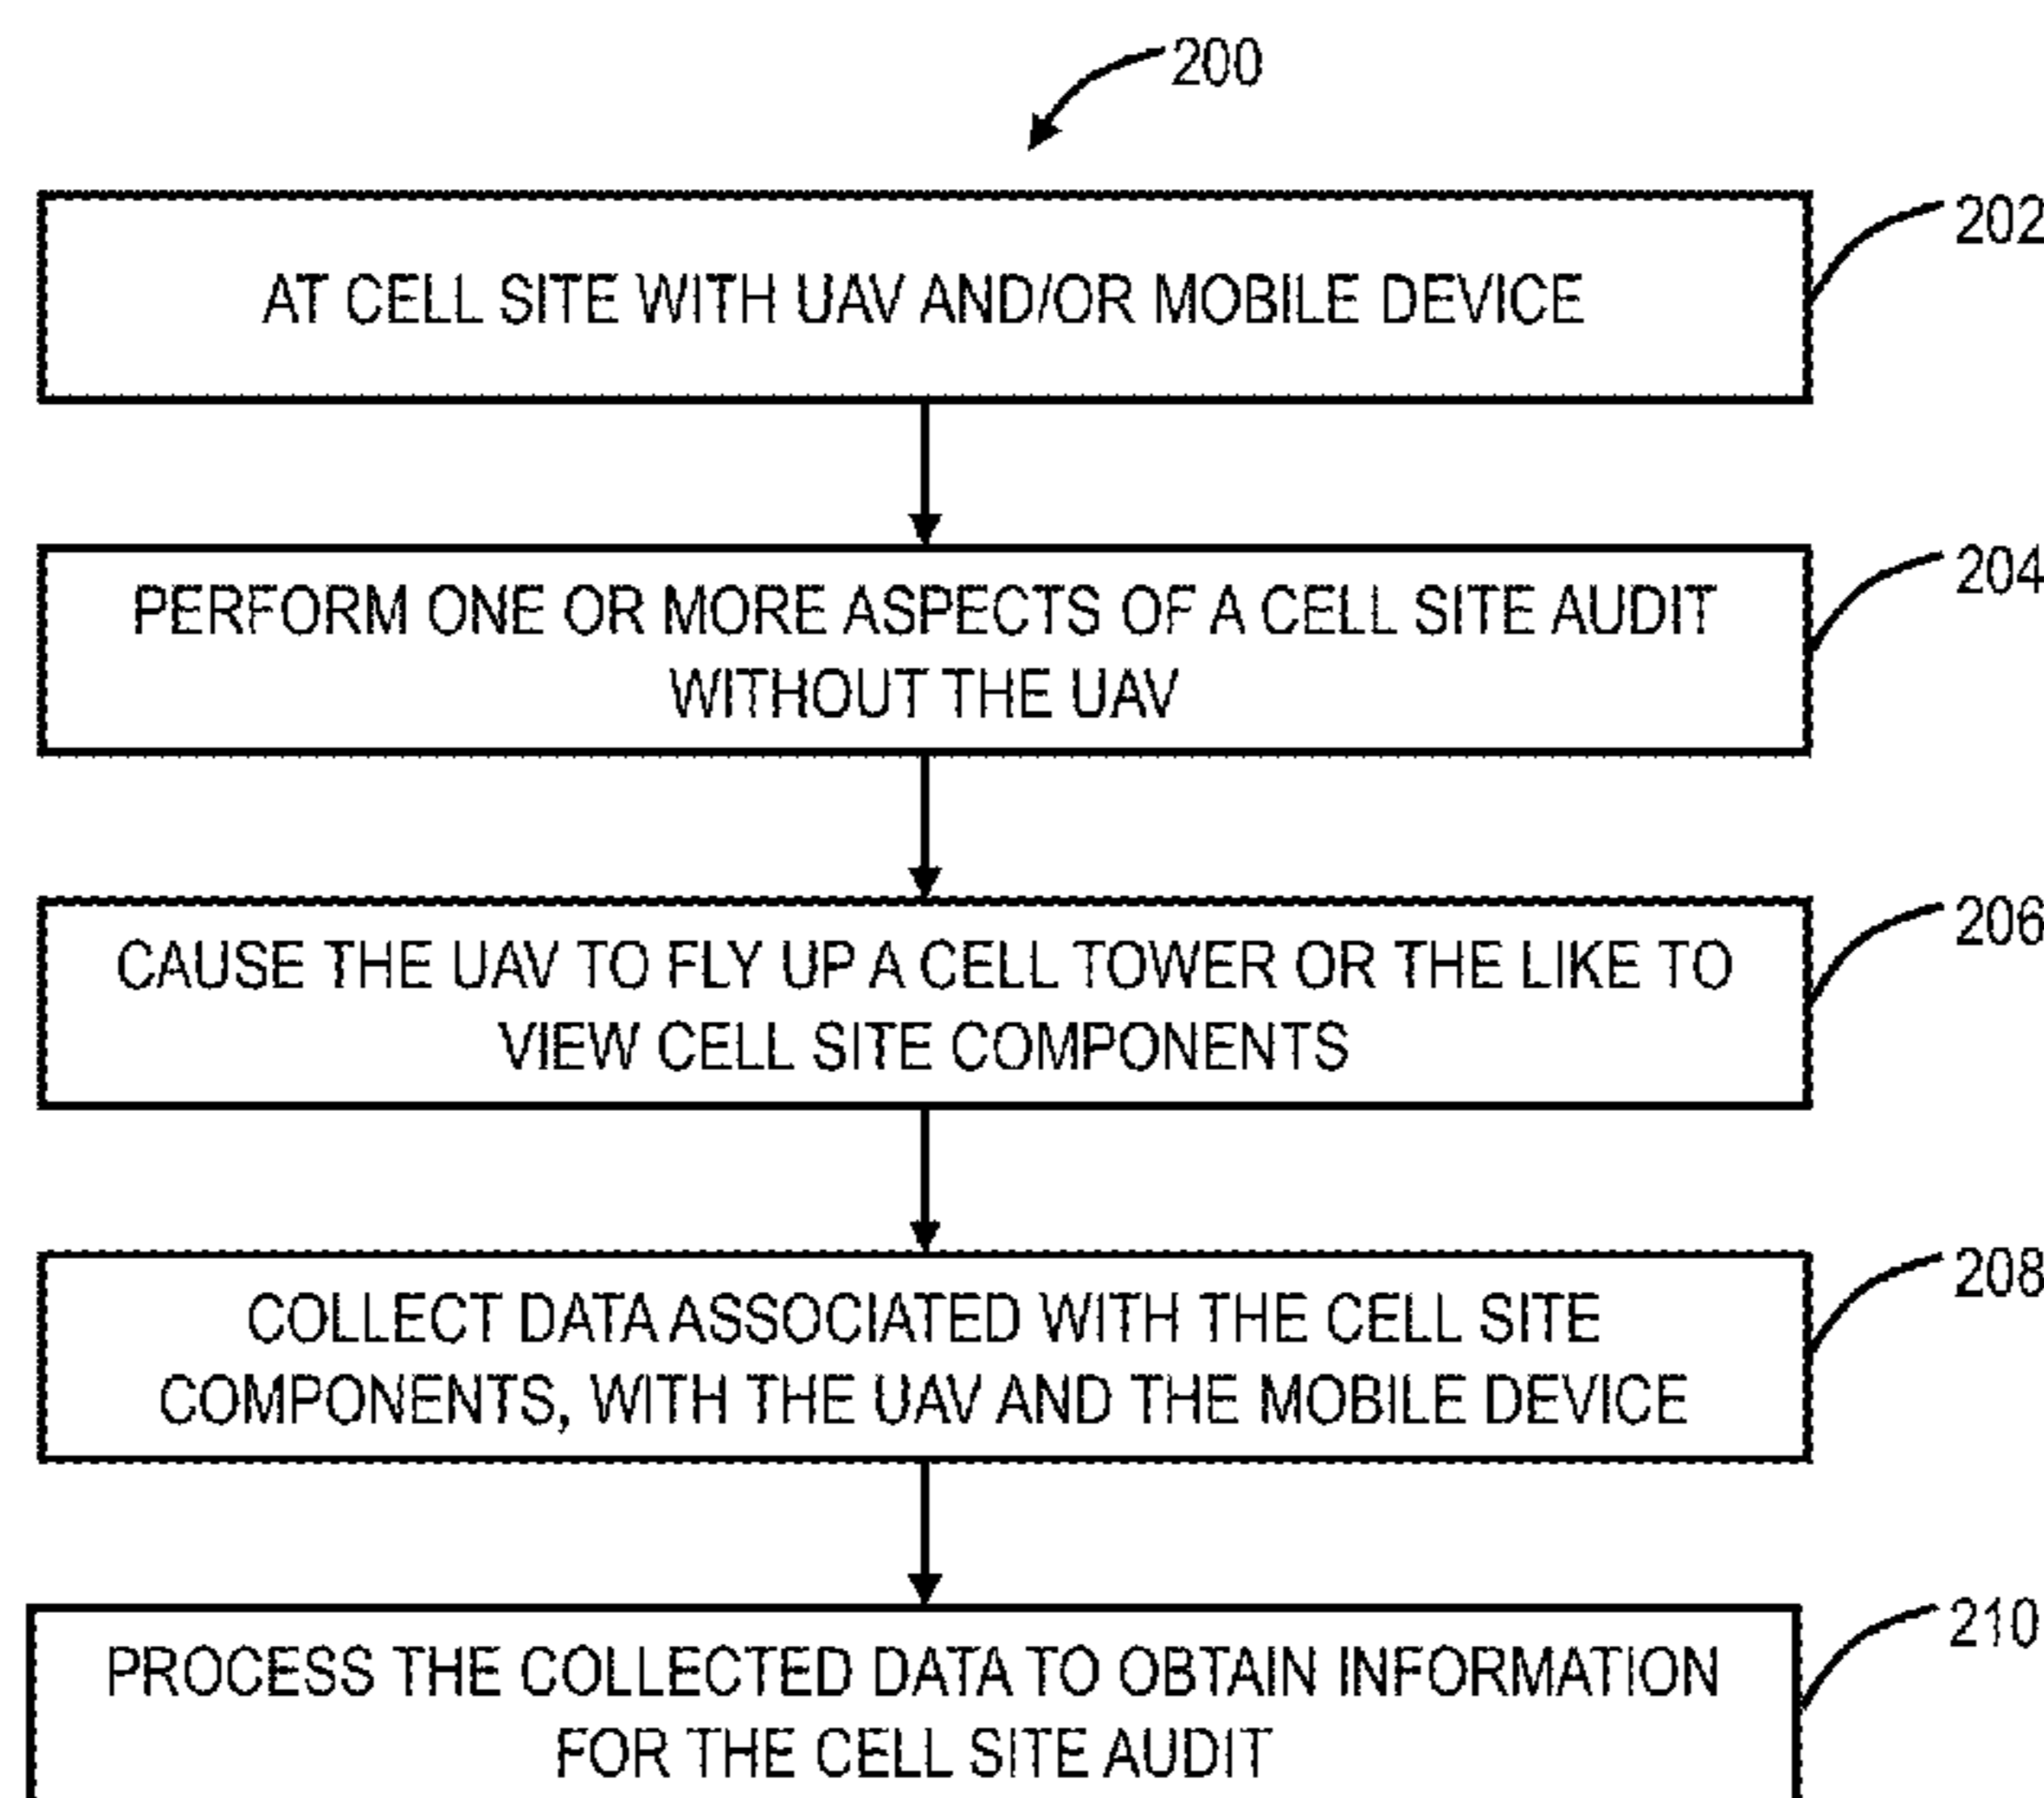 200
202
AT CELL SITE WITH UAV AND/OR MOBILE DEVICE
204
PERFORM ONE OR MORE ASPECTS OF A CELL SITE AUDIT
WITHOUT THE UAV
206
CAUSE THE UAV TO FLY UP A CELL TOWER OR THE LIKE TO
VIEW CELL SITE COMPONENTS
208
COLLECT DATA ASSOCIATED WITH THE CELL SITE
COMPONENTS, WITH THE UAV AND THE MOBILE DEVICE
210
PROCESS THE COLLECTED DATA TO OBTAIN INFORMATION
FOR THE CELL SITE AUDIT